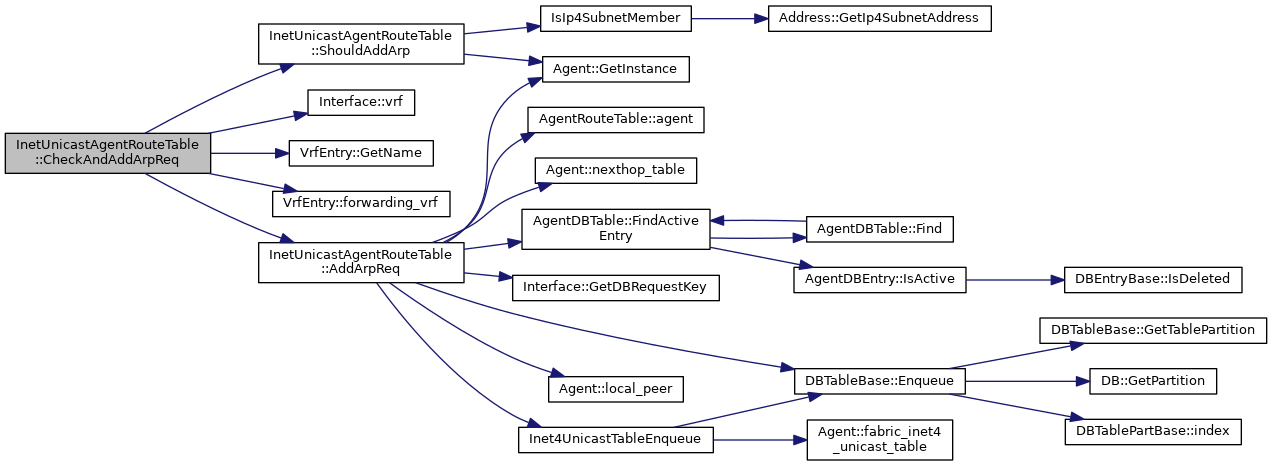 InetUnicastAgentRouteTable
::CheckAndAddArpReq
InetUnicastAgentRouteTable
::ShouldAddArp
IsIp4SubnetMember
Address::GetIp4SubnetAddress
Agent::GetInstance
Interface::vrf
VrfEntry::GetName
VrfEntry::forwarding_vrf
InetUnicastAgentRouteTable
::AddArpReq
AgentRouteTable::agent
Agent::nexthop_table
AgentDBTable::FindActive
Entry
AgentDBTable::Find
AgentDBEntry::IsActive
DBEntryBase::IsDeleted
Interface::GetDBRequestKey
DBTableBase::Enqueue
DBTableBase::GetTablePartition
DB::GetPartition
DBTablePartBase::index
Agent::local_peer
Inet4UnicastTableEnqueue
Agent::fabric_inet4
_unicast_table